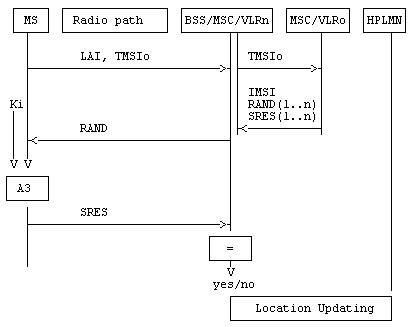 MS Radio path BSS/MSC/VLRn MSC/VLRo HPLMN
LAI, TMSIo TMSIo
IMSI
Ki RAND(1..n)
SRES(1..n)
RAND
V V V
A3
SRES
=
V
yes/no
Location Updating